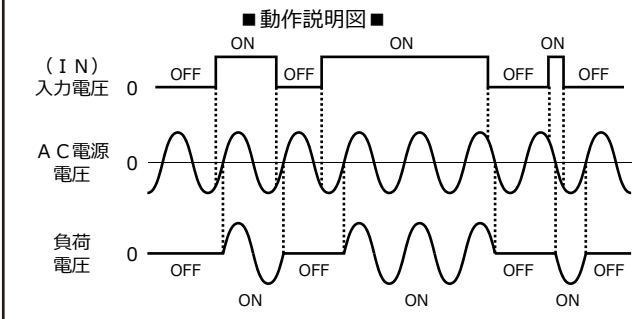 ■動作説明図■
ON ON ON
(ＩＮ)
入力電圧 0 OFF OFF OFF OFF
ＡＣ電源
電圧 0
負荷
電圧 0
OFF OFF OFF OFF
ON ON ON